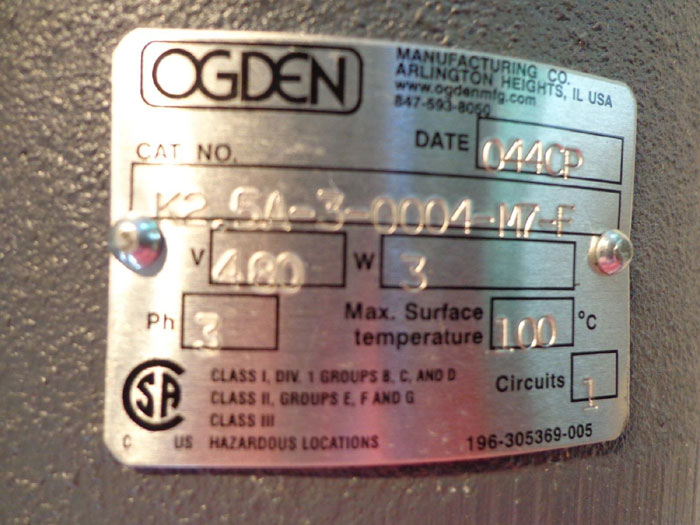 OGDEN
MANUFACTURING CO.
ARLINGTON HEIGHTS, IL USA
www.ogdenmfg.com
847-593-8050
DATE 044CP
CAT NO.
K2.5A-3-0004-M7-F
V 480 W 3
Ph 3 Max. Surface temperature 100 °C
CSA
C US
CLASS I, DIV. 1 GROUPS B, C, AND D
CLASS II, GROUPS E, F AND G
CLASS III
HAZARDOUS LOCATIONS
Circuits 1
196-305369-005